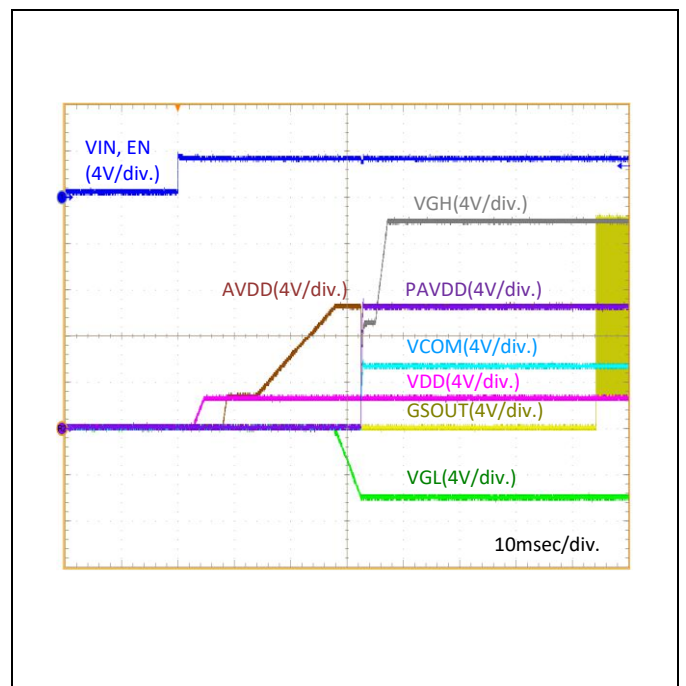 VIN, EN
(4V/div.)
VGH(4V/div.)
AVDD(4V/div.)
PAVDD(4V/div.)
VCOM(4V/div.)
VDD(4V/div.)
GSOUT(4V/div.)
VGL(4V/div.)
10msec/div.